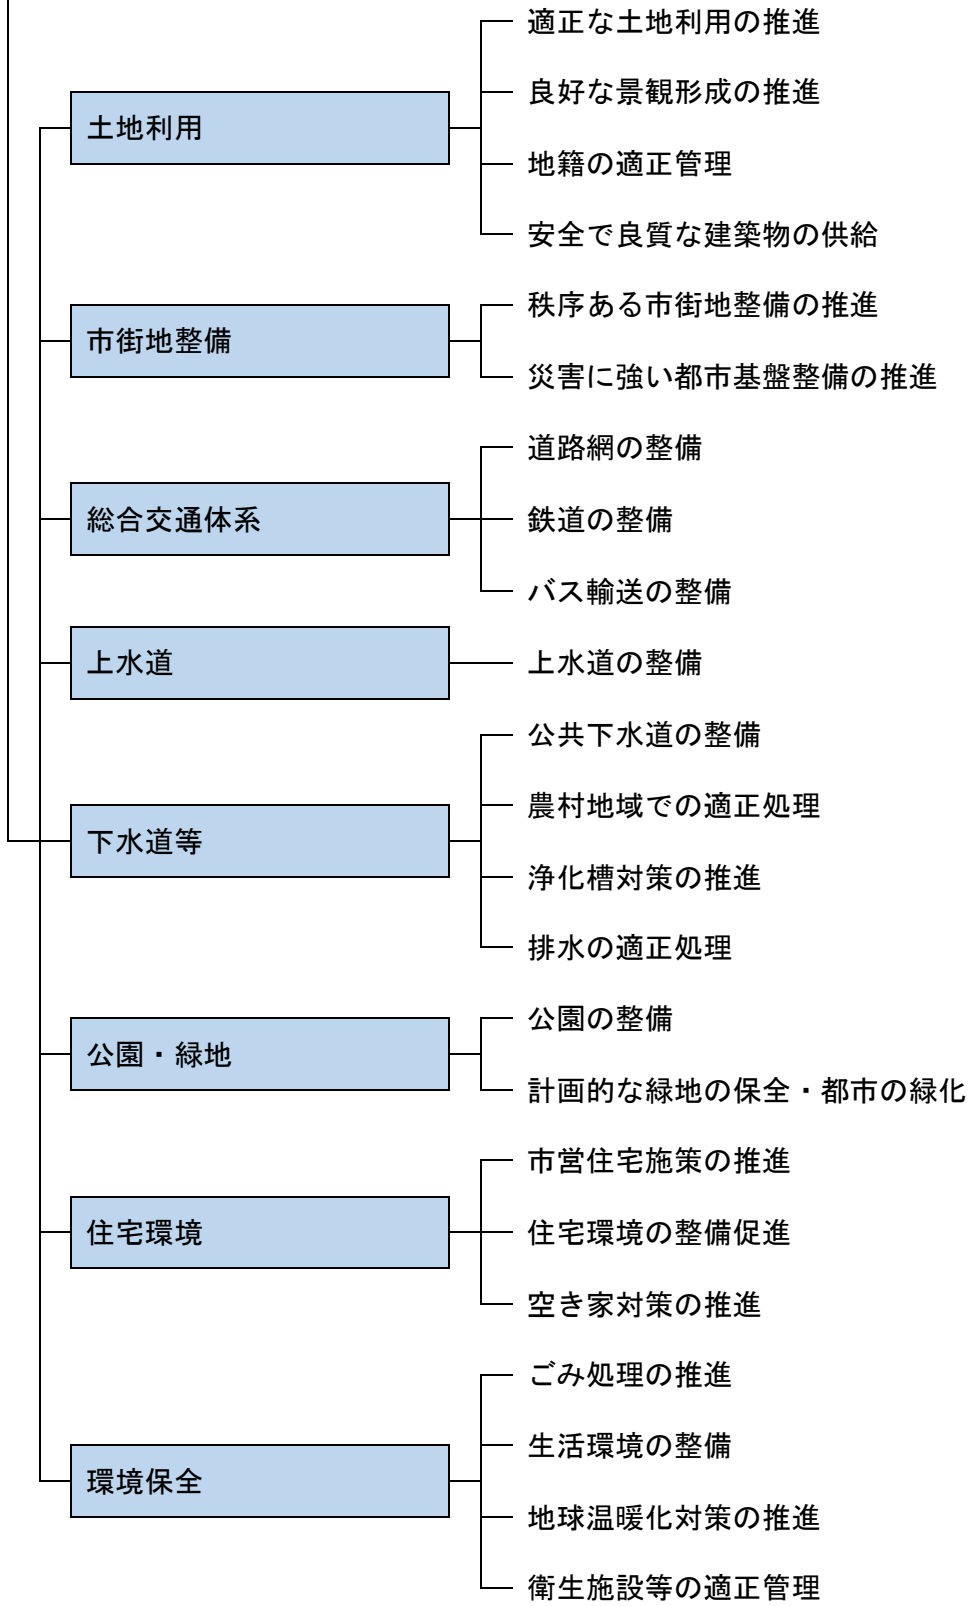 土地利用
適正な土地利用の推進
良好な景観形成の推進
地籍の適正管理
安全で良質な建築物の供給
市街地整備
秩序ある市街地整備の推進
災害に強い都市基盤整備の推進
総合交通体系
道路網の整備
鉄道の整備
バス輸送の整備
上水道
上水道の整備
下水道等
公共下水道の整備
農村地域での適正処理
浄化槽対策の推進
排水の適正処理
公園・緑地
公園の整備
計画的な緑地の保全・都市の緑化
住宅環境
市営住宅施策の推進
住宅環境の整備促進
空き家対策の推進
環境保全
ごみ処理の推進
生活環境の整備
地球温暖化対策の推進
衛生施設等の適正管理